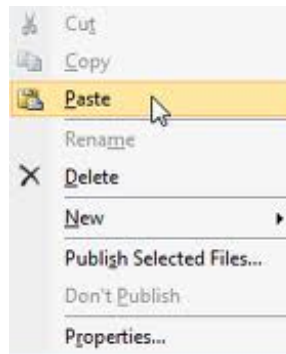 Cut
Copy
Paste
Rename
Delete
New
Publish Selected Files...
Don't Publish
Properties...